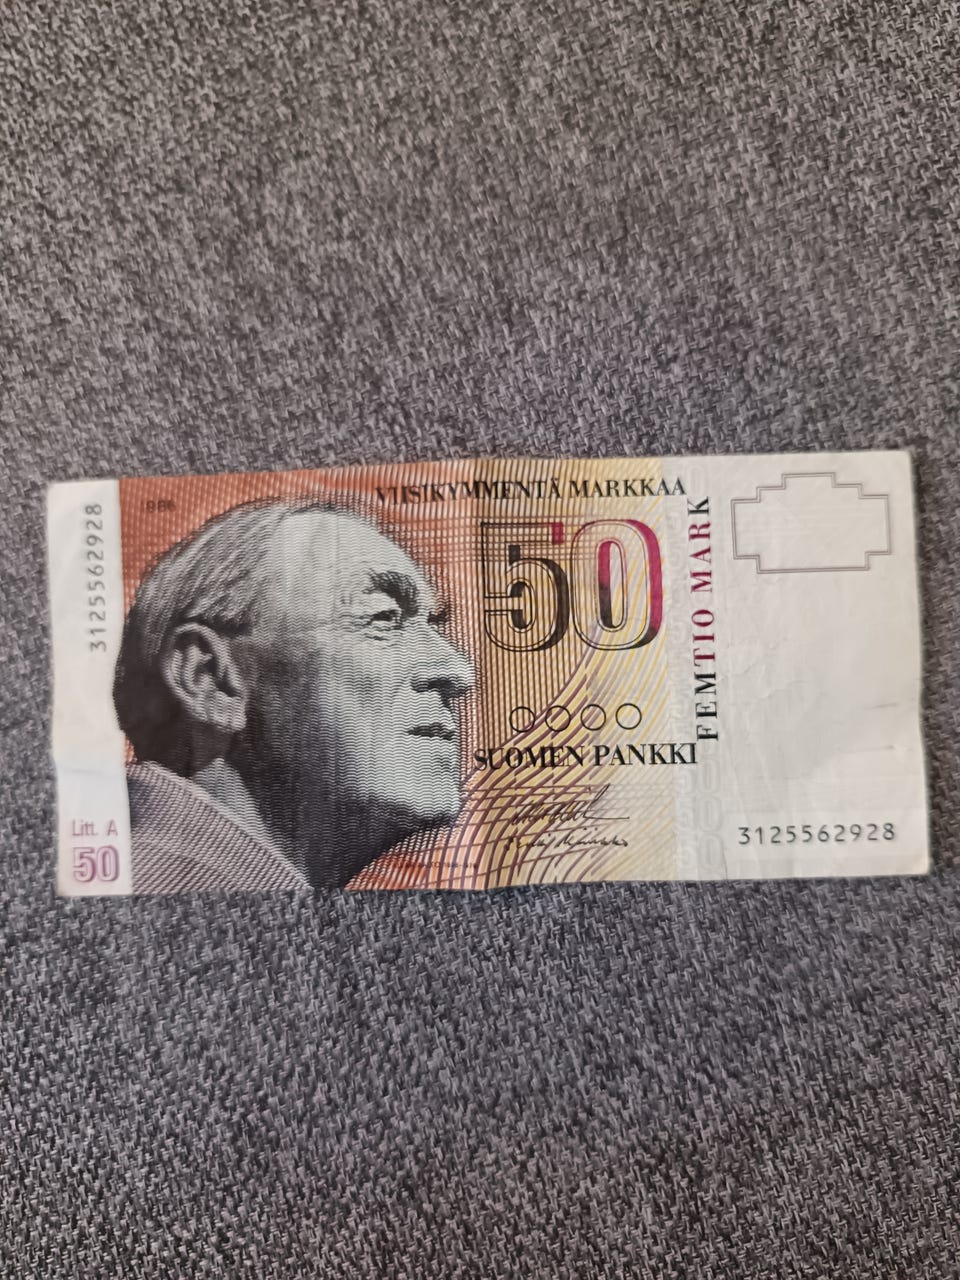 3125562928
1986
VIISIKYMMENTÄ MARKKAA
50
FEMTIO MARK
SUOMEN PANKKI
Litt. A
50
3125562928